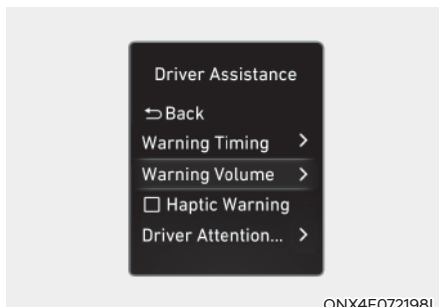 Driver Assistance
Back
Warning Timing
Warning Volume
Haptic Warning
Driver Attention...
ONX4E072198L